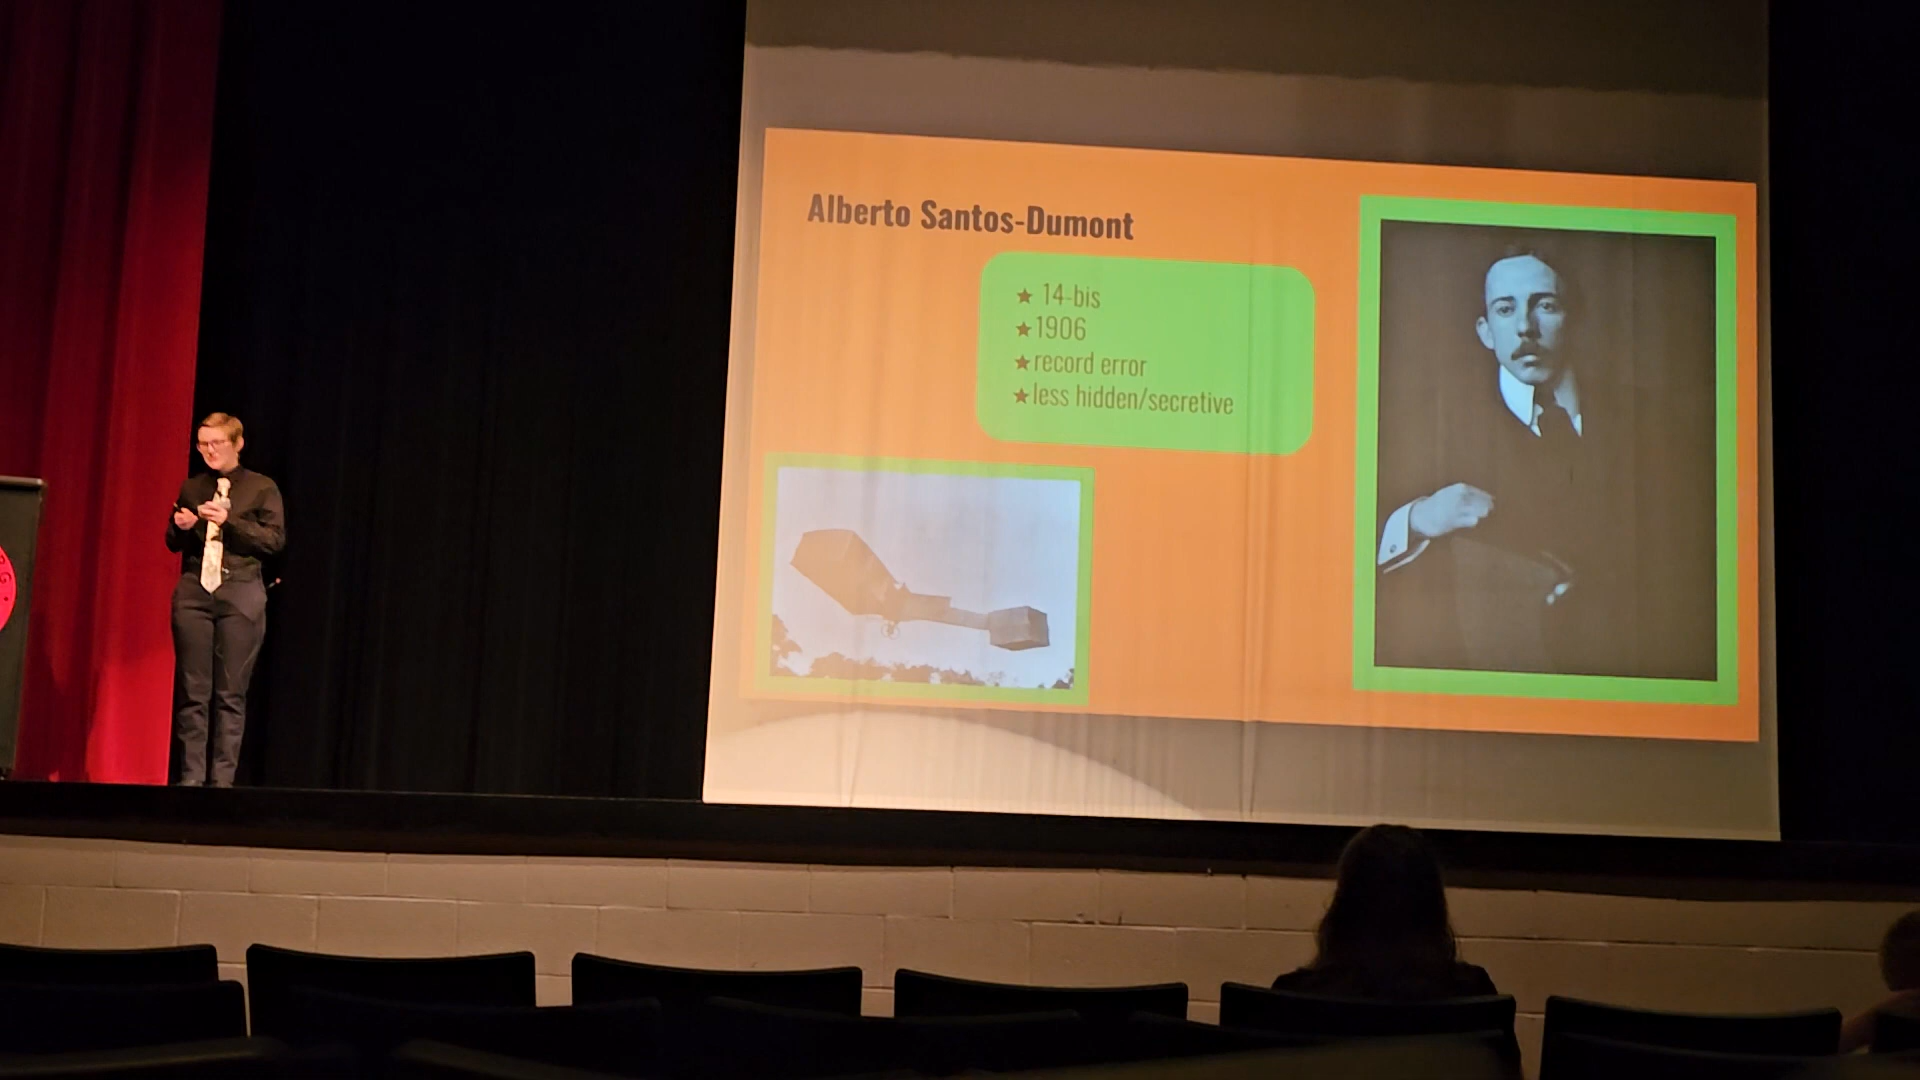 Alberto Santos-Dumont
★ 14-bis
★ 1906
★ record error
★ less hidden/secretive